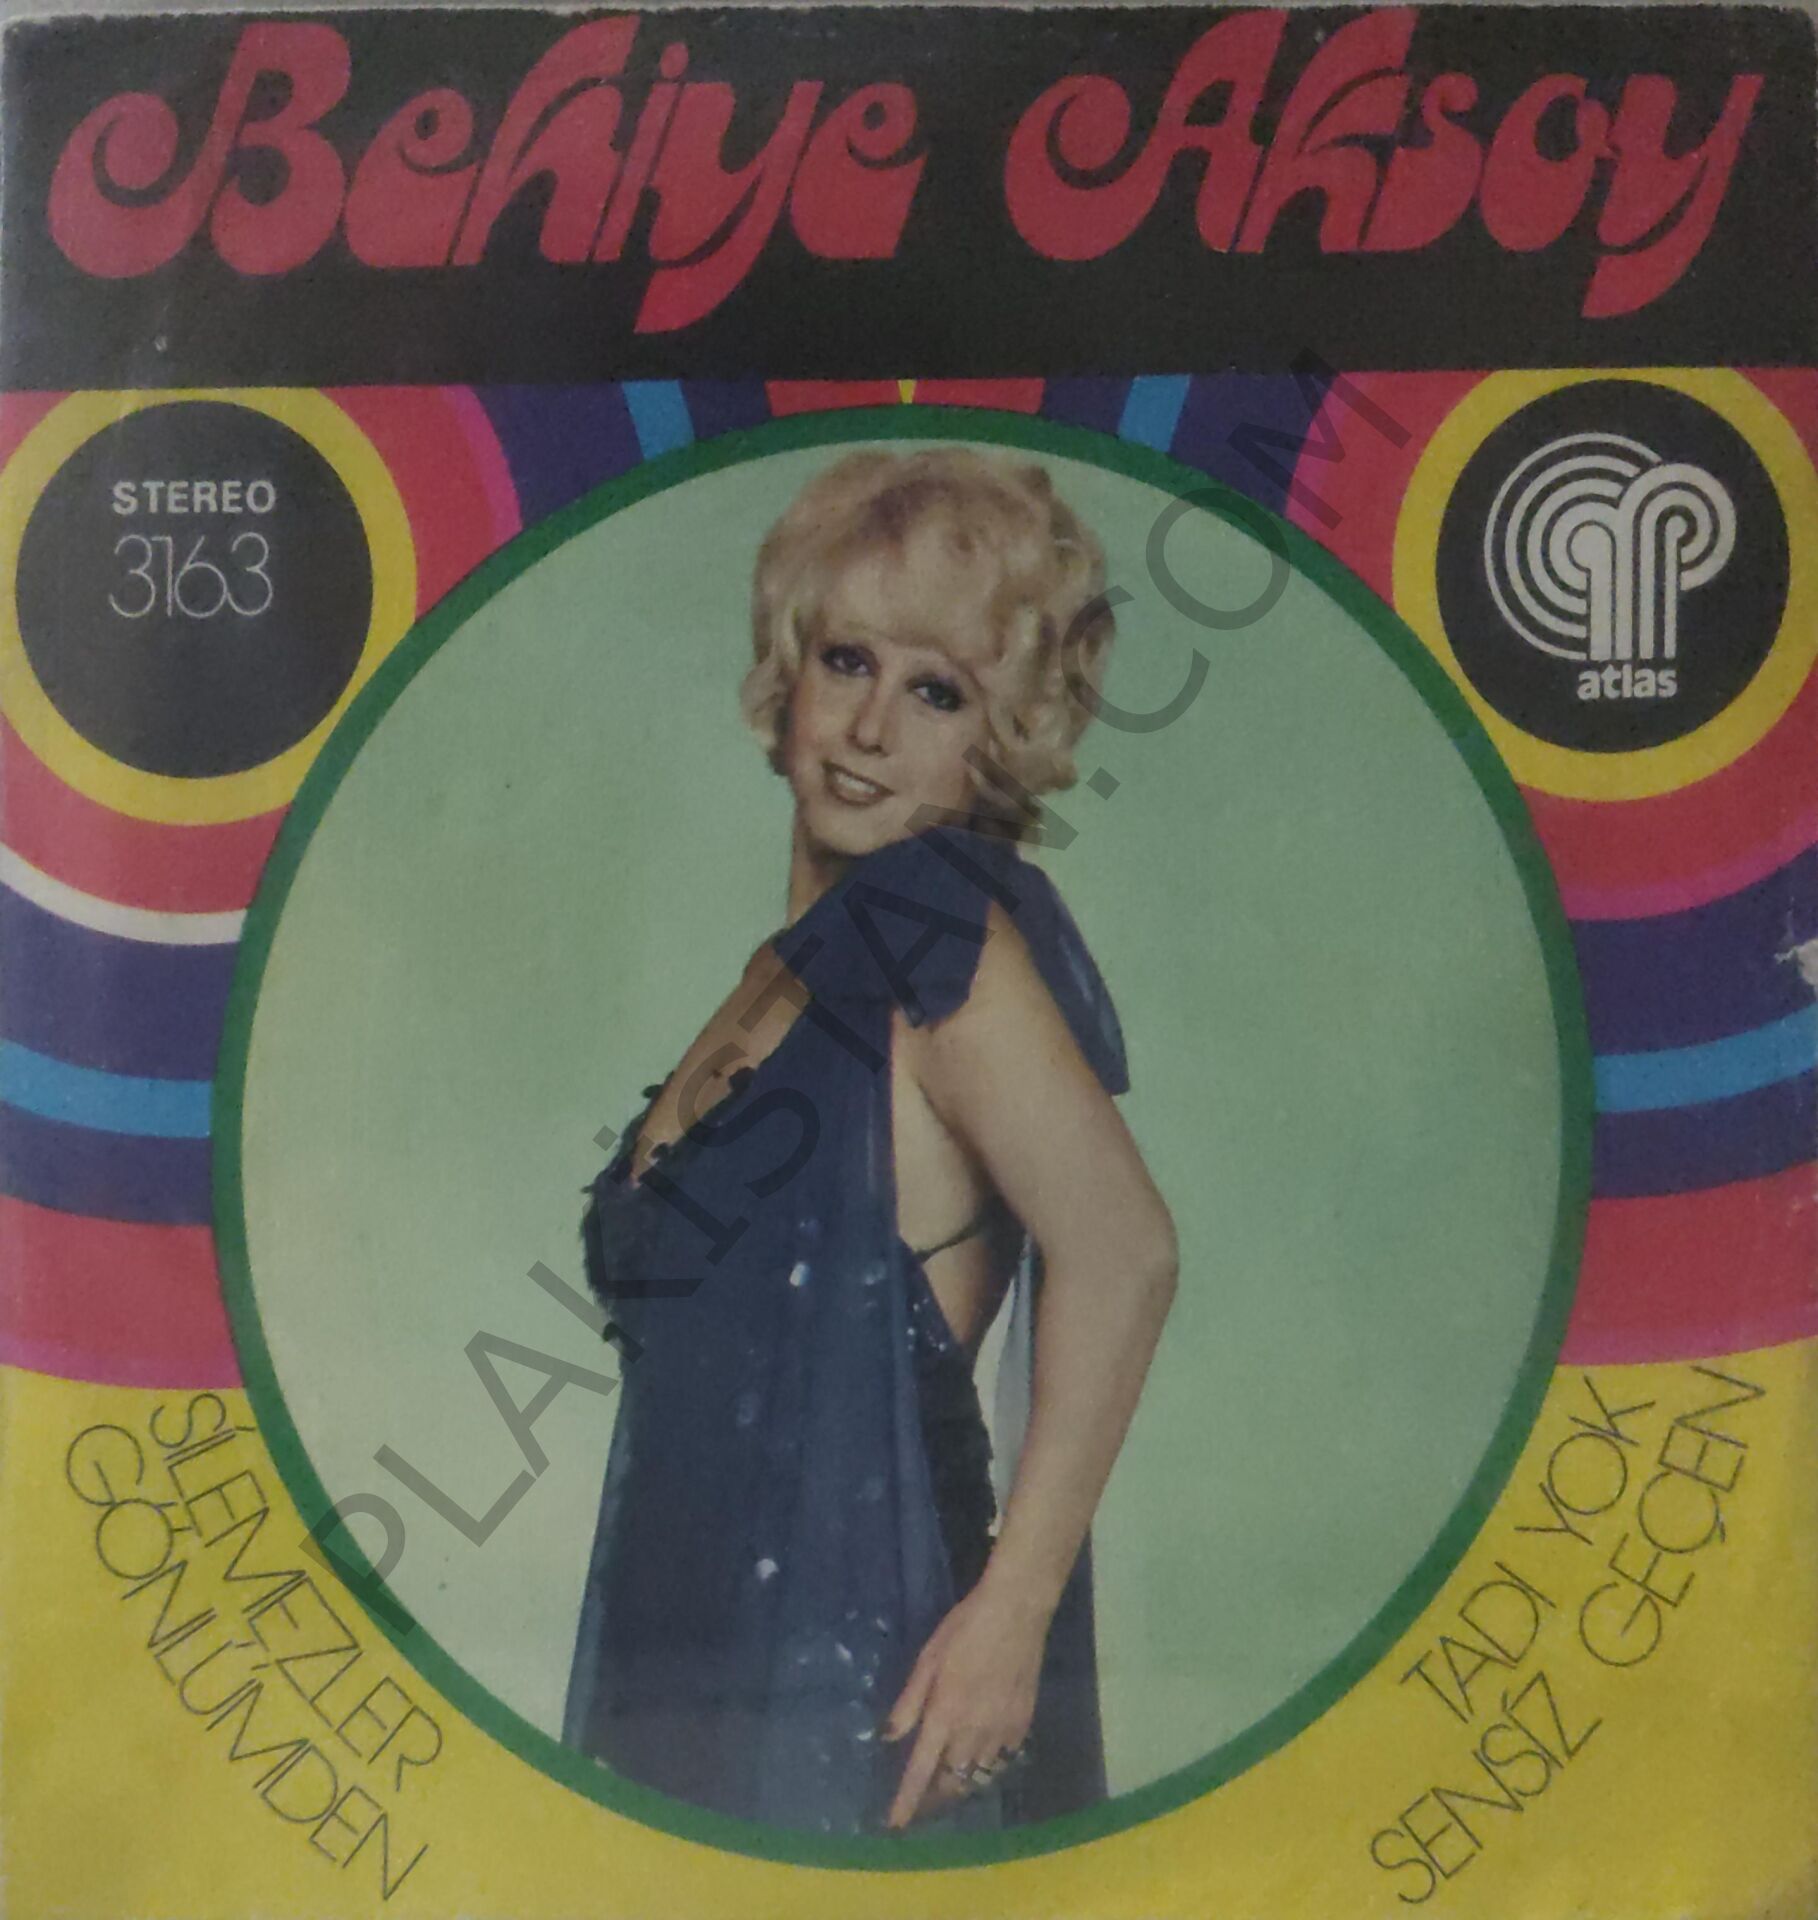 Behiye Aksoy
STEREO
3163
atlas
SİLEMEZLER
GÖNLÜMDEN
TADI YOK
SENSİZ GEÇEN
PLAKİSTAN.COM